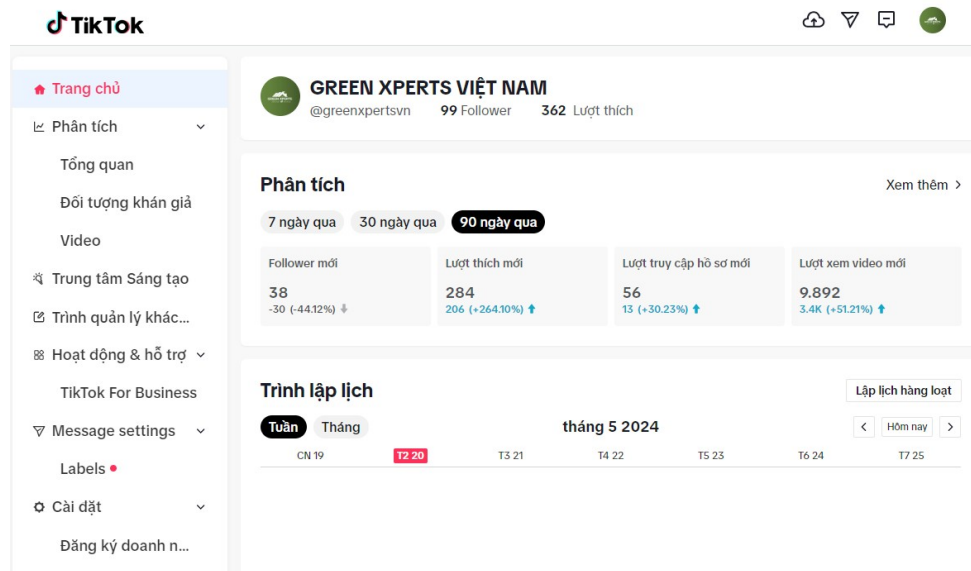 TikTok
Trang chủ
Phân tích
Tổng quan
Đối tượng khán giả
Video
Trung tâm Sáng tạo
Trình quản lý khác...
Hoạt động & hỗ trợ
TikTok For Business
Message settings
Labels
Cài dặt
Đăng ký doanh n...
GREEN XPERTS VIỆT NAM
@greenxpertsvn 99 Follower 362 Lượt thích
Phân tích
Xem thêm >
7 ngày qua 30 ngày qua 90 ngày qua
Follower mới
38
-30 (-44.12%)
Lượt thích mới
284
206 (+264.10%)
Lượt truy cập hồ sơ mới
56
13 (+30.23%)
Lượt xem video mới
9.892
3.4K (+51.21%)
Trình lập lịch
Lập lịch hàng loạt
Tuần Tháng
tháng 5 2024
< Hôm nay >
CN 19 T2 20 T3 21 T4 22 T5 23 T6 24 T7 25